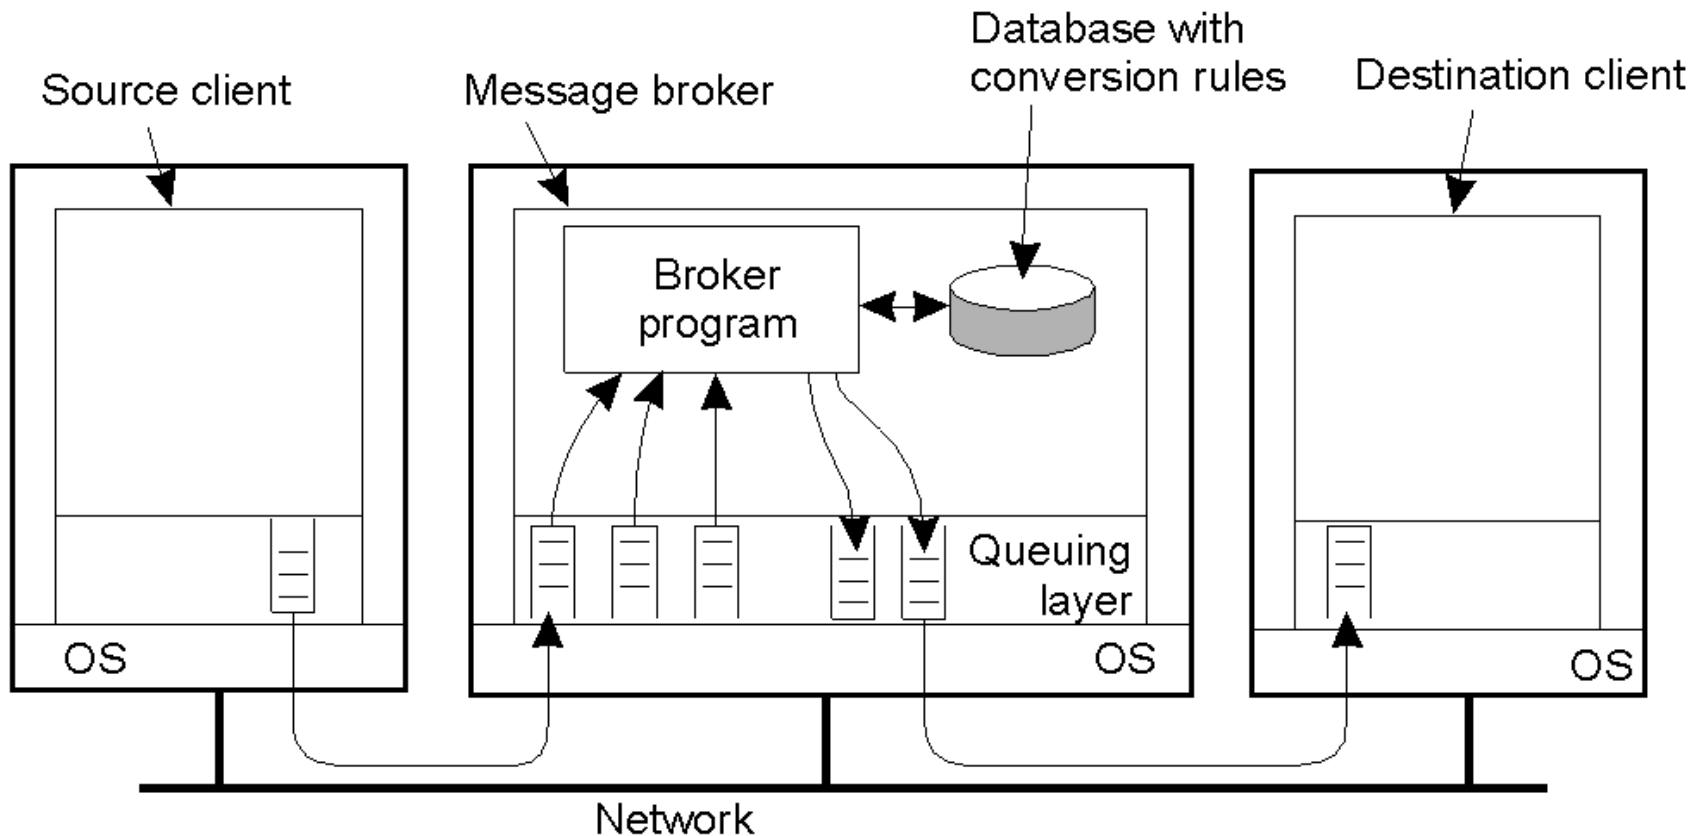 Database with
conversion rules
Source client
Message broker
Destination client
Broker
program
Queuing
layer
OS
OS
OS
Network